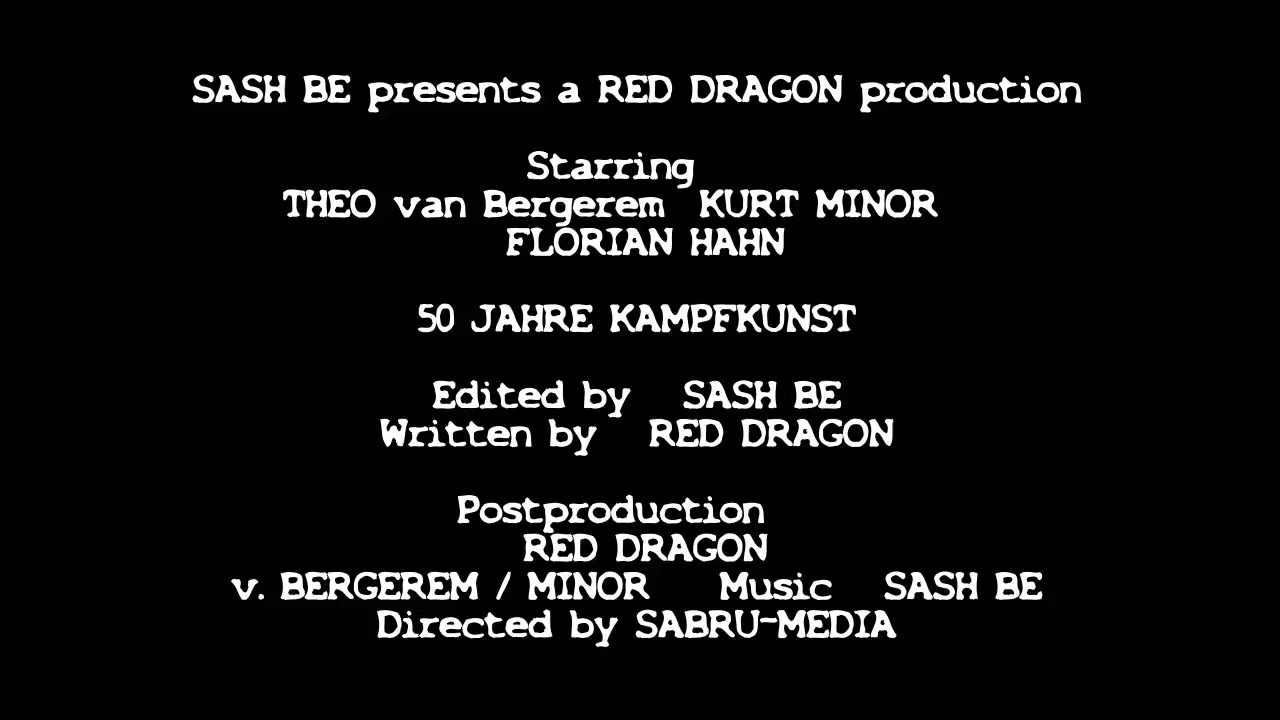 SASH BE presents a RED DRAGON production
Starring
THEO van Bergerem KURT MINOR
FLORIAN HAHN
50 JAHRE KAMPFKUNST
Edited by SASH BE
Written by RED DRAGON
Postproduction
RED DRAGON
v. BERGEREM / MINOR Music SASH BE
Directed by SABRU-MEDIA